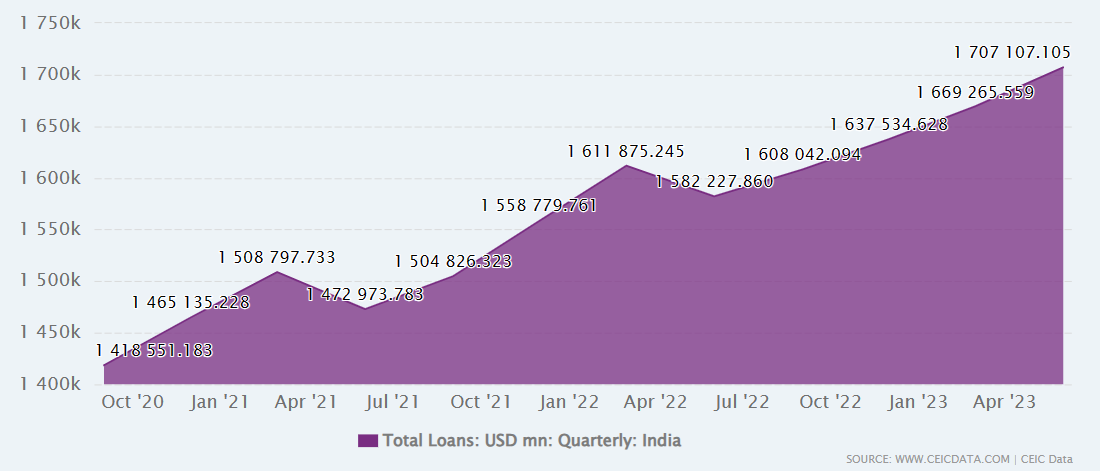 1 750k
1 707 107.105
1 700k
1 669 265.559
1 650k
1 637 534.628
1 611 875.245
1 608 042.094
1 600k
1 582 227.860
1 558 779.761
1 550k
1 508 797.733
1 504 826.323
1 500k
1 472 973.783
1 465 135.228
1 450k
1 418 551.183
1 400k
Oct '20 Jan '21 Apr '21 Jul '21 Oct '21 Jan '22 Apr '22 Jul '22 Oct '22 Jan '23 Apr '23
Total Loans: USD mn: Quarterly: India
SOURCE: WWW.CEICDATA.COM | CEIC Data